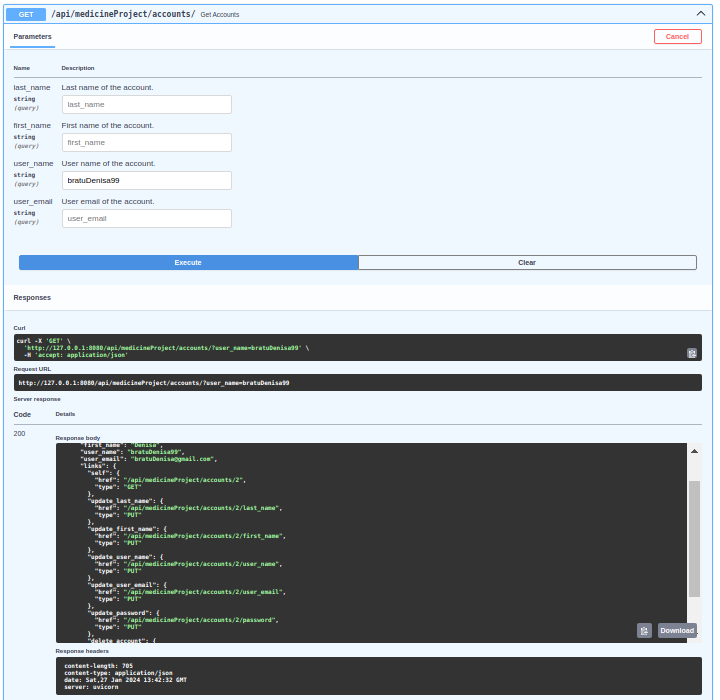 GET /api/medicineProject/accounts/ Get Accounts
Parameters
Cancel
Name Description
last_name Last name of the account.
string
(query)
last_name
first_name First name of the account.
string
(query)
first_name
user_name User name of the account.
string
(query)
bratuDenisa99
user_email User email of the account.
string
(query)
user_email
Execute Clear
Responses
Curl
curl -X 'GET' \
'http://127.0.0.1:8080/api/medicineProject/accounts/?user_name=bratuDenisa99' \
-H 'accept: application/json'
Request URL
http://127.0.0.1:8080/api/medicineProject/accounts/?user_name=bratuDenisa99
Server response
Code Details
200
Response body
"first_name": "Denisa",
"user_name": "bratuDenisa99",
"user_email": "bratuDenisa@gmail.com",
"links": {
"self": {
"href": "/api/medicineProject/accounts/2",
"type": "GET"
},
"update_last_name": {
"href": "/api/medicineProject/accounts/2/last_name",
"type": "PUT"
},
"update_first_name": {
"href": "/api/medicineProject/accounts/2/first_name",
"type": "PUT"
},
"update_user_name": {
"href": "/api/medicineProject/accounts/2/user_name",
"type": "PUT"
},
"update_user_email": {
"href": "/api/medicineProject/accounts/2/user_email",
"type": "PUT"
},
"update_password": {
"href": "/api/medicineProject/accounts/2/password",
"type": "PUT"
},
"delete_account": {
Download
Response headers
content-length: 705
content-type: application/json
date: Sat,27 Jan 2024 13:42:32 GMT
server: uvicorn